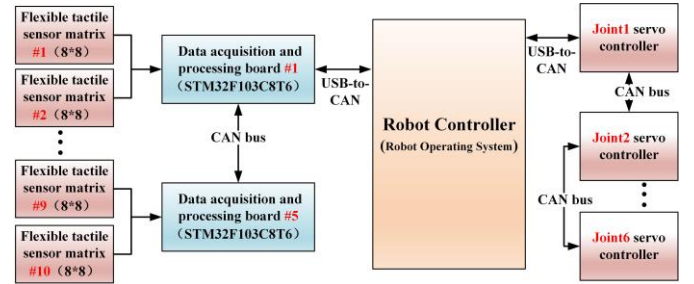 Flexible tactile
sensor matrix
#1（8*8）
Flexible tactile
sensor matrix
#2（8*8）
Flexible tactile
sensor matrix
#9（8*8）
Flexible tactile
sensor matrix
#10（8*8）
Data acquisition and
processing board #1
（STM32F103C8T6）
CAN bus
Data acquisition and
processing board #5
（STM32F103C8T6）
USB-to-
CAN
Robot Controller
(Robot Operating System)
USB-to-
CAN
Joint1 servo
controller
CAN bus
Joint2 servo
controller
CAN bus
Joint6 servo
controller